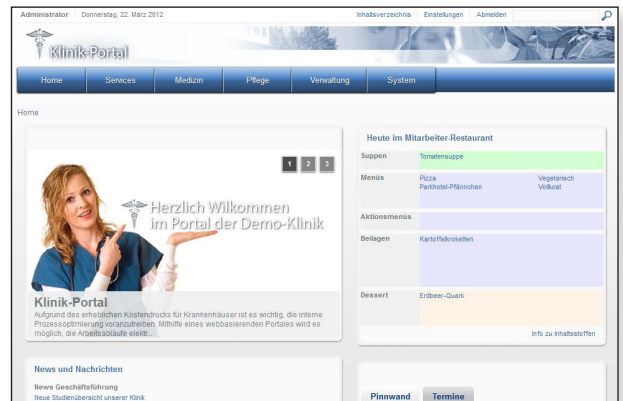 Administrator Donnerstag, 22. März 2012 Inhaltsverzeichnis Einstellungen Abmelden
Klinik-Portal
Home Services Medizin Pflege Verwaltung System
Home
1 2 3
Herzlich Wilkommen
im Portal der Demo-Klinik
Klinik-Portal
Aufgrund des erheblichen Kostendrucks für Krankenhäuser ist es wichtig, die interne
Prozessoptimierung voranzutreiben. Mithilfe eines webbasierenden Portales wird es
möglich, die Arbeitsabläufe elektr...
Heute im Mitarbeiter-Restaurant
Suppen Tomatensuppe
Menüs Pizza Vegetarisch
Parkhotel-Pfännchen Vollkost
Aktionsmenüs
Beilagen Kartoffelkroketten
Dessert Erdbeer-Quark
Info zu Inhaltsstoffen
News und Nachrichten
News Geschäftsführung
Neue Studienübersicht unserer Klinik
Pinnwand Termine